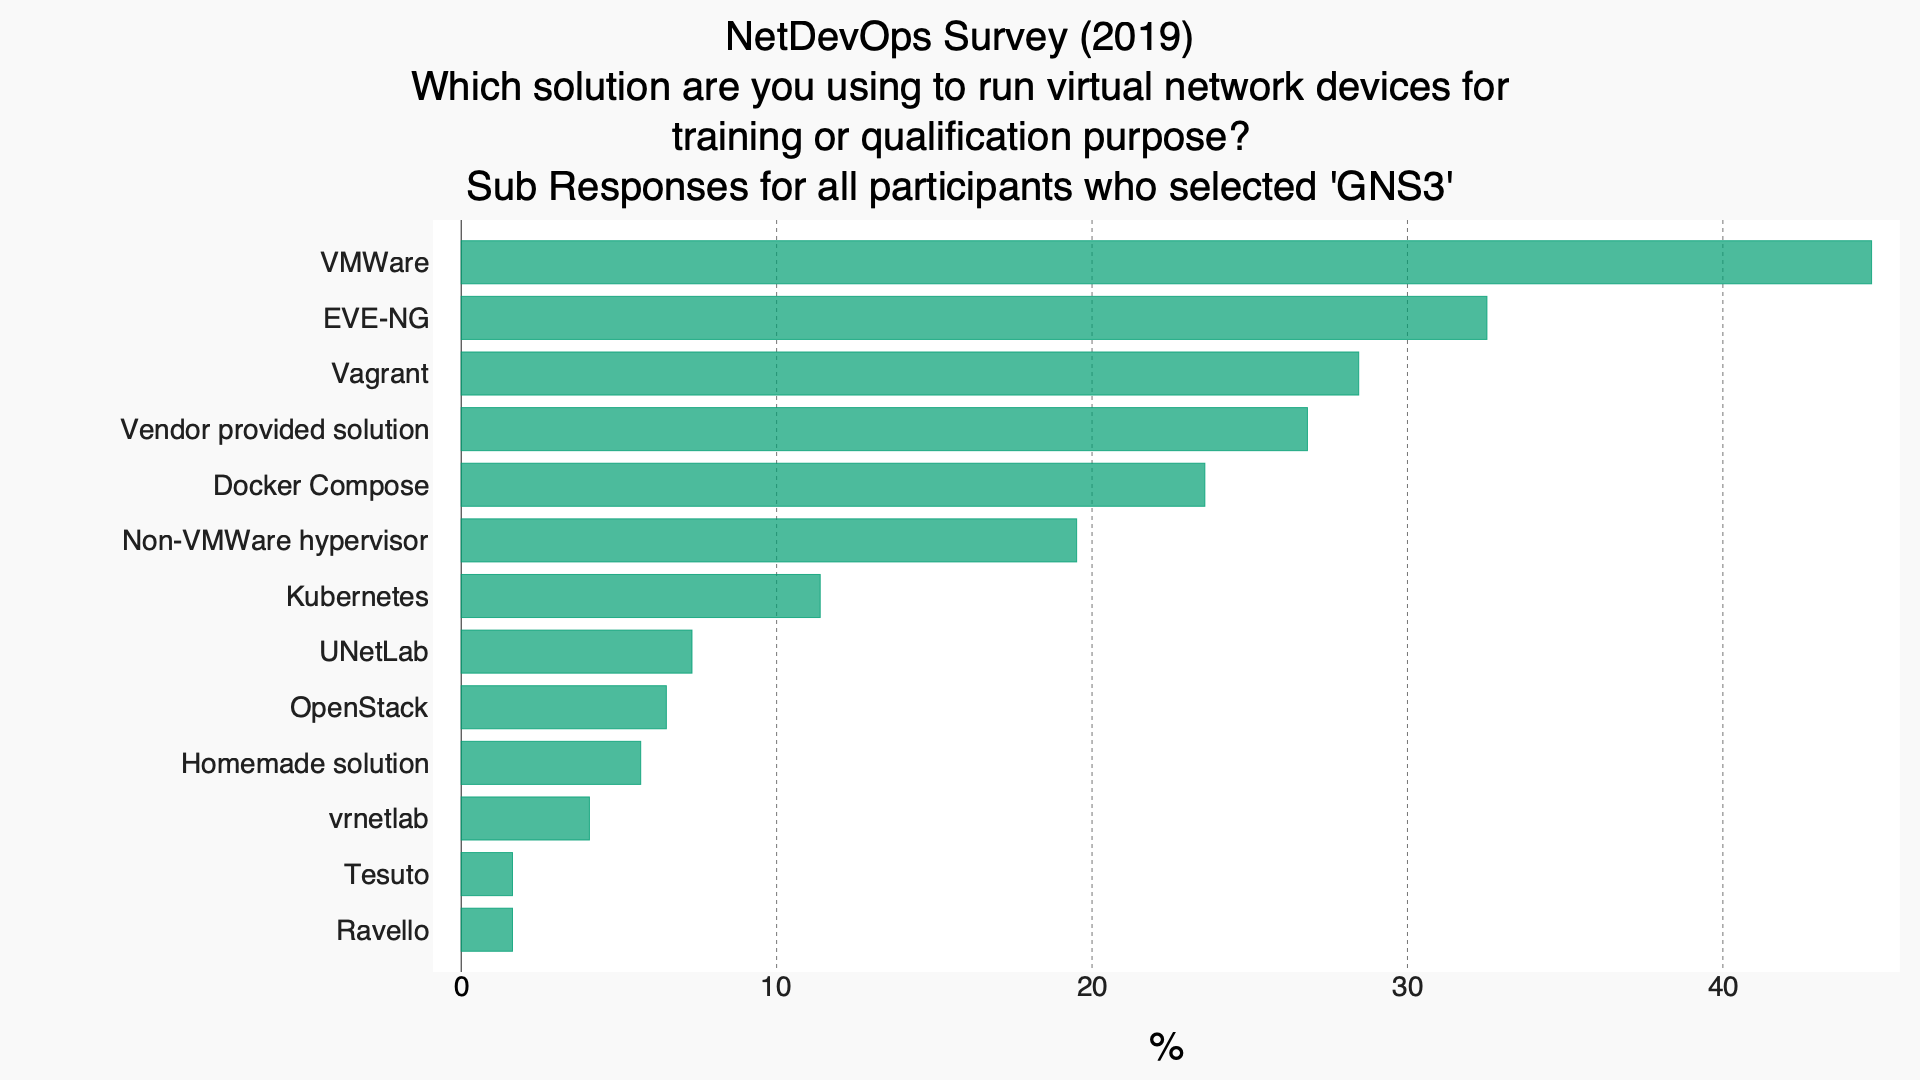 NetDevOps Survey (2019)
Which solution are you using to run virtual network devices for
training or qualification purpose?
Sub Responses for all participants who selected 'GNS3'
VMWare
EVE-NG
Vagrant
Vendor provided solution
Docker Compose
Non-VMWare hypervisor
Kubernetes
UNetLab
OpenStack
Homemade solution
vrnetlab
Tesuto
Ravello
0 10 20 30 40
%